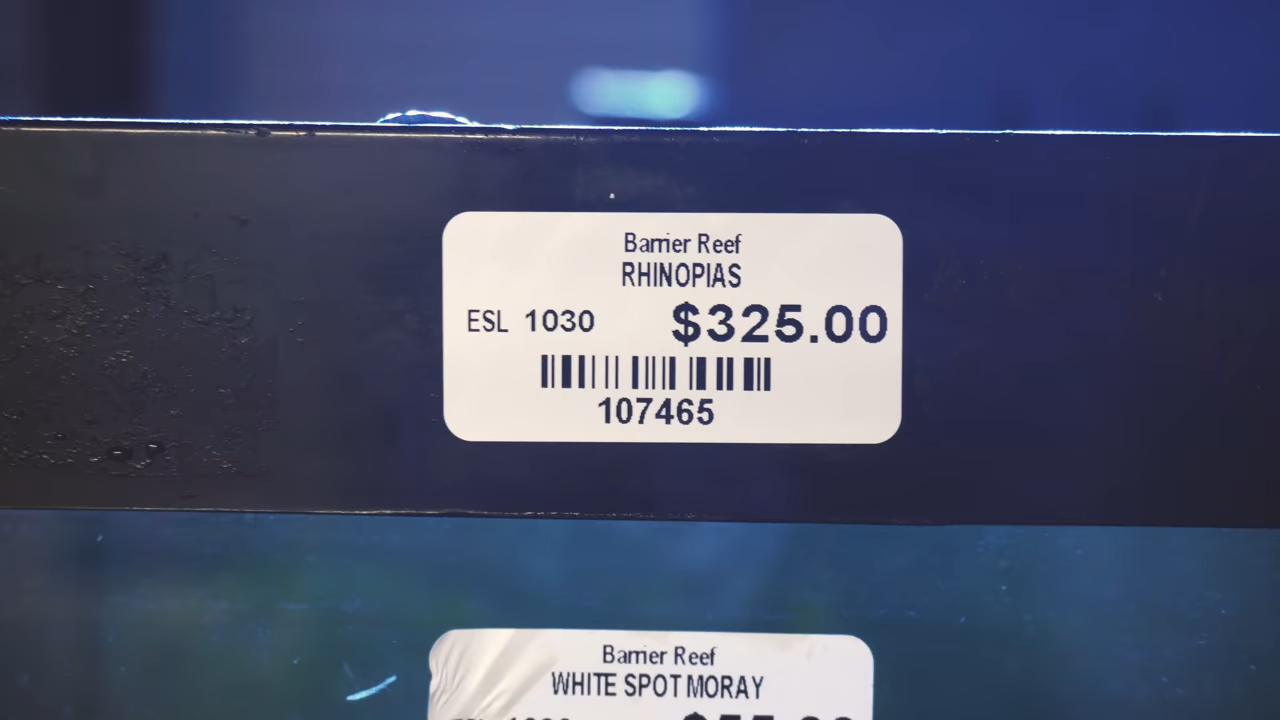 Barrier Reef
RHINOPIAS
ESL 1030 $325.00
107465
Barrier Reef
WHITE SPOT MORAY